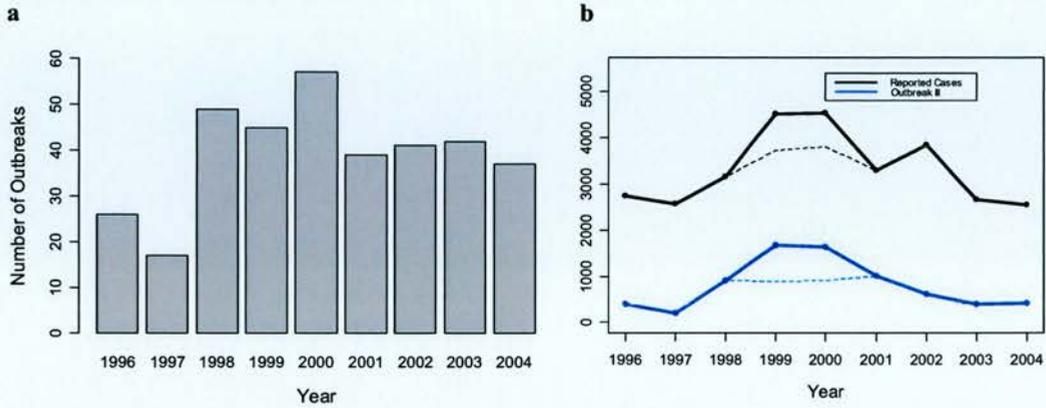 a
Number of Outbreaks
60
50
40
30
20
10
0
1996 1997 1998 1999 2000 2001 2002 2003 2004
Year
b
Reported Cases
Outbreak Ill
5000
4000
3000
2000
1000
0
1996 1997 1998 1999 2000 2001 2002 2003 2004
Year